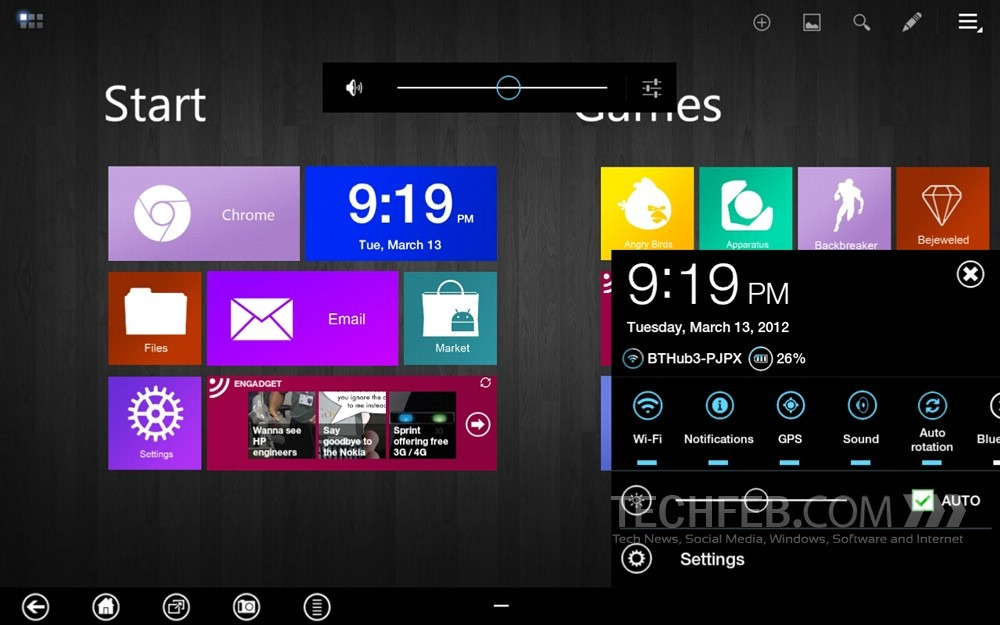 Start
Games
Chrome
9:19 PM
Tue, March 13
Angry Birds
Apparatus
Backbreaker
Bejeweled
Files
Email
Market
Settings
ENGADGET
you ignore ths c
to me instead
Wanna see
HP
engineers
Say
goodbye to
the Nokia
Sprint
offering free
3G / 4G
9:19 PM
Tuesday, March 13, 2012
BTHub3-PJPX 26%
Wi-Fi
Notifications
GPS
Sound
Auto
rotation
Blue
AUTO
TECHFEB.COM
Tech News, Social Media, Windows, Software and Internet
Settings